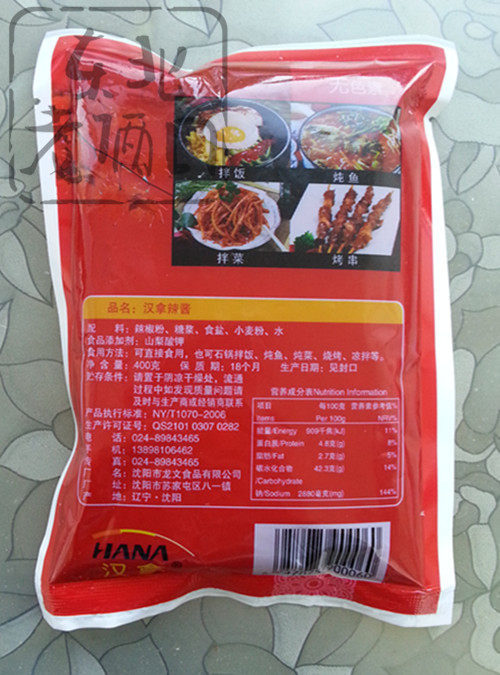 东北
老俩口
无色素
拌饭 炖鱼
拌菜 烤串
品名：汉拿辣酱
配 料：辣椒粉、糖浆、食盐、小麦粉、水
食品添加剂：山梨酸钾
食用方法：可直接食用，也可石锅拌饭、炖鱼、炖菜、烧烤、凉拌等。
含 量：400克 保 质 期：18个月 生产日期：见封口
贮存条件：请置于阴凉干燥处，流通
过程中如发现质量问题请
及时与生产商或经销克联系
产品执行标准：NY/T1070-2006
生产许可证号：QS2101 0307 0282
电 话：024-89843465
手 机：13898106462
传 真：024-89843465
厂 名：沈阳市龙文食品有限公司
厂 址：沈阳市苏家屯区八一镇
产 地：辽宁·沈阳
营养成分表/Nutrition Information
项目 每100克 营养素参考值%
Items Per 100g NRV%
能量/Energy 909千焦(kJ) 11%
蛋白质/Protein 4.8克(g) 8%
脂肪/Fat 2.7克(g) 5%
碳水化合物 42.3克(g) 14%
/Carbohydrate
钠/Sodium 2880毫克(mg) 144%
HANA
汉拿®